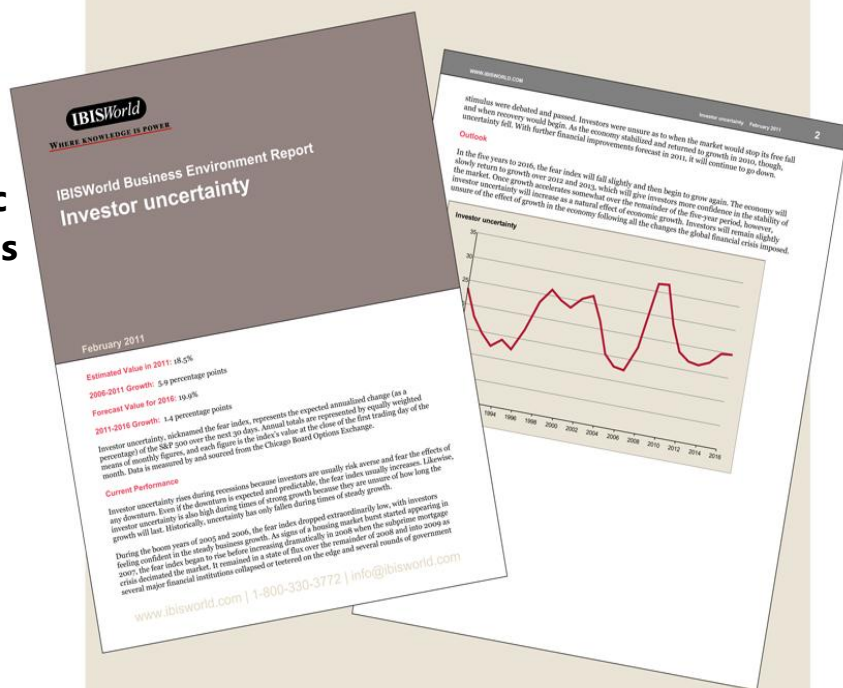 c
s
IBISWorld
WHERE KNOWLEDGE IS POWER
IBISWorld Business Environment Report
Investor uncertainty
February 2011
Estimated Value in 2011: 18.5%
2006-2011 Growth: 5.9 percentage points
Forecast Value for 2016: 19.9%
2011-2016 Growth: 1.4 percentage points
Investor uncertainty, nicknamed the fear index, represents the expected annualized change (as a
percentage) of the S&P 500 over the next 30 days. Annual totals are represented by equally weighted
means of monthly figures, and each figure is the index's value at the close of the first trading day of the
month. Data is measured by and sourced from the Chicago Board Options Exchange.
Current Performance
Investor uncertainty rises during recessions because investors are usually risk averse and fear the effects of
any downturn. Even if the downturn is expected and predictable, the fear index usually increases. Likewise,
investor uncertainty is also high during times of strong growth because they are unsure of how long the
growth will last. Historically, uncertainty has only fallen during times of steady growth.
During the boom years of 2005 and 2006, the fear index dropped extraordinarily low, with investors
feeling confident in the steady business growth. As signs of a housing market burst started appearing in
2007, the fear index began to rise before increasing dramatically in 2008 when the subprime mortgage
crisis decimated the market. It remained in a state of flux over the remainder of 2008 and into 2009 as
several major financial institutions collapsed or teetered on the edge and several rounds of government
www.ibisworld.com | 1-800-330-3772 | info@ibisworld.com
WWW.IBISWORLD.COM
Investor uncertainty February 2011 2
stimulus were debated and passed. Investors were unsure as to when the market would stop its free fall
and when recovery would begin. As the economy stabilized and returned to growth in 2010, though,
uncertainty fell. With further financial improvements forecast in 2011, it will continue to go down.
Outlook
In the five years to 2016, the fear index will fall slightly and then begin to grow again. The economy will
slowly return to growth over 2012 and 2013, which will give investors more confidence in the stability of
the market. Once growth accelerates somewhat over the remainder of the five-year period, however,
investor uncertainty will increase as a natural effect of economic growth. Investors will remain slightly
unsure of the effect of growth in the economy following all the changes the global financial crisis imposed.
Investor uncertainty
35
30
25
1994 1996 1998 2000 2002 2004 2006 2008 2010 2012 2014 2016